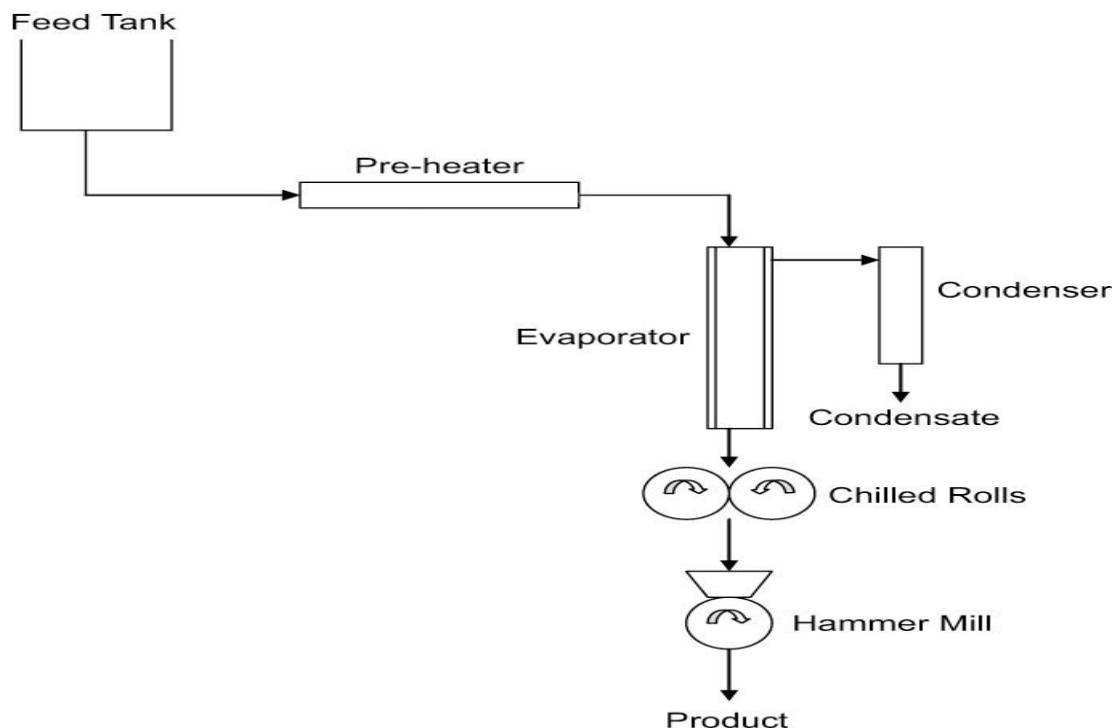 Feed Tank
Pre-heater
Condenser
Evaporator
Condensate
Chilled Rolls
Hammer Mill
Product